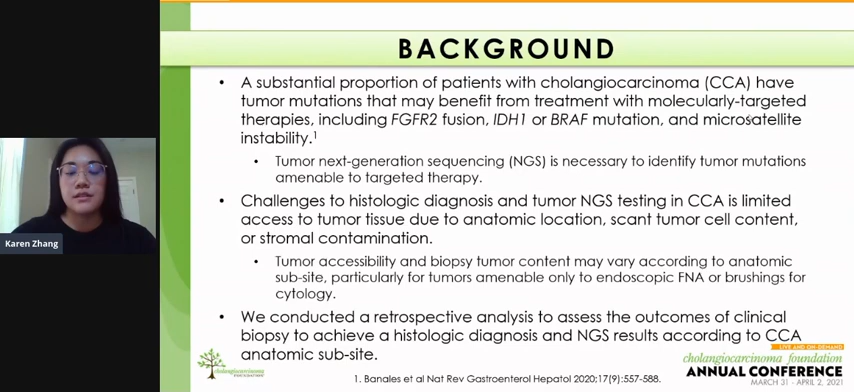 BACKGROUND
• A substantial proportion of patients with cholangiocarcinoma (CCA) have
tumor mutations that may benefit from treatment with molecularly-targeted
therapies, including FGFR2 fusion, IDH1 or BRAF mutation, and microsatellite
instability.1
• Tumor next-generation sequencing (NGS) is necessary to identify tumor mutations
amenable to targeted therapy.
• Challenges to histologic diagnosis and tumor NGS testing in CCA is limited
access to tumor tissue due to anatomic location, scant tumor cell content,
or stromal contamination.
• Tumor accessibility and biopsy tumor content may vary according to anatomic
sub-site, particularly for tumors amenable only to endoscopic FNA or brushings for
cytology.
• We conducted a retrospective analysis to assess the outcomes of clinical
biopsy to achieve a histologic diagnosis and NGS results according to CCA
anatomic sub-site.
Karen Zhang
cholangiocarcinoma
FOUNDATION
1. Banales et al Nat Rev Gastroenterol Hepatol 2020;17(9):557-588.
LIVE AND ON-DEMAND
cholangiocarcinoma foundation
ANNUAL CONFERENCE
MARCH 31 - APRIL 2, 2021